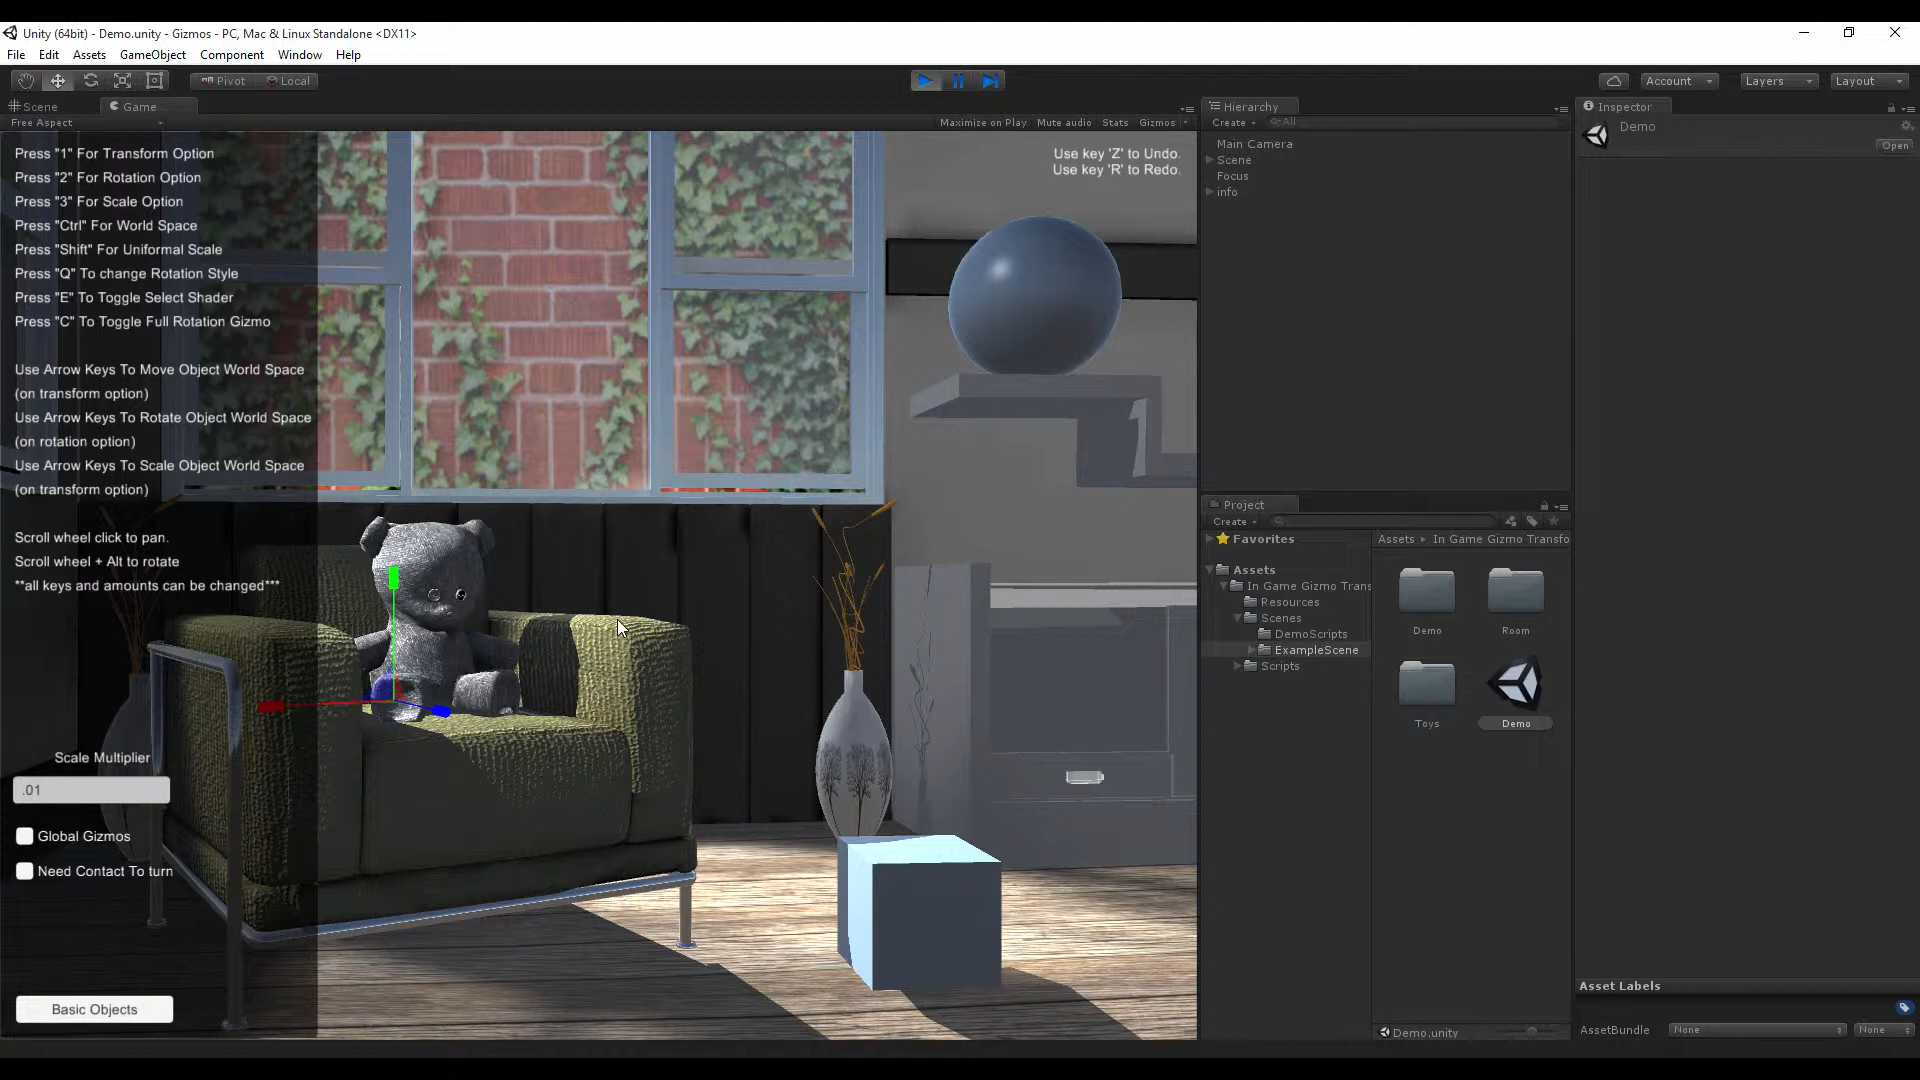 Unity (64bit) - Demo.unity - Gizmos - PC, Mac & Linux Standalone <DX11>
File Edit Assets GameObject Component Window Help
Pivot Local Account Layers Layout
Scene Game
Free Aspect Maximize on Play Mute audio Stats Gizmos
Press "1" For Transform Option
Press "2" For Rotation Option
Press "3" For Scale Option
Press "Ctrl" For World Space
Press "Shift" For Uniformal Scale
Press "Q" To change Rotation Style
Press "E" To Toggle Select Shader
Press "C" To Toggle Full Rotation Gizmo
Use Arrow Keys To Move Object World Space
(on transform option)
Use Arrow Keys To Rotate Object World Space
(on rotation option)
Use Arrow Keys To Scale Object World Space
(on transform option)
Scroll wheel click to pan.
Scroll wheel + Alt to rotate
**all keys and amounts can be changed***
Scale Multiplier
.01
Global Gizmos
Need Contact To turn
Basic Objects
Use key 'Z' to Undo.
Use key 'R' to Redo.
Hierarchy
Create All
Main Camera
Scene
Focus
info
Project
Create
Favorites
Assets
In Game Gizmo Trans
Resources
Scenes
DemoScripts
ExampleScene
Scripts
Assets In Game Gizmo Transfo
Demo Room
Toys Demo
Demo.unity
Inspector
Demo
Open
Asset Labels
AssetBundle None None